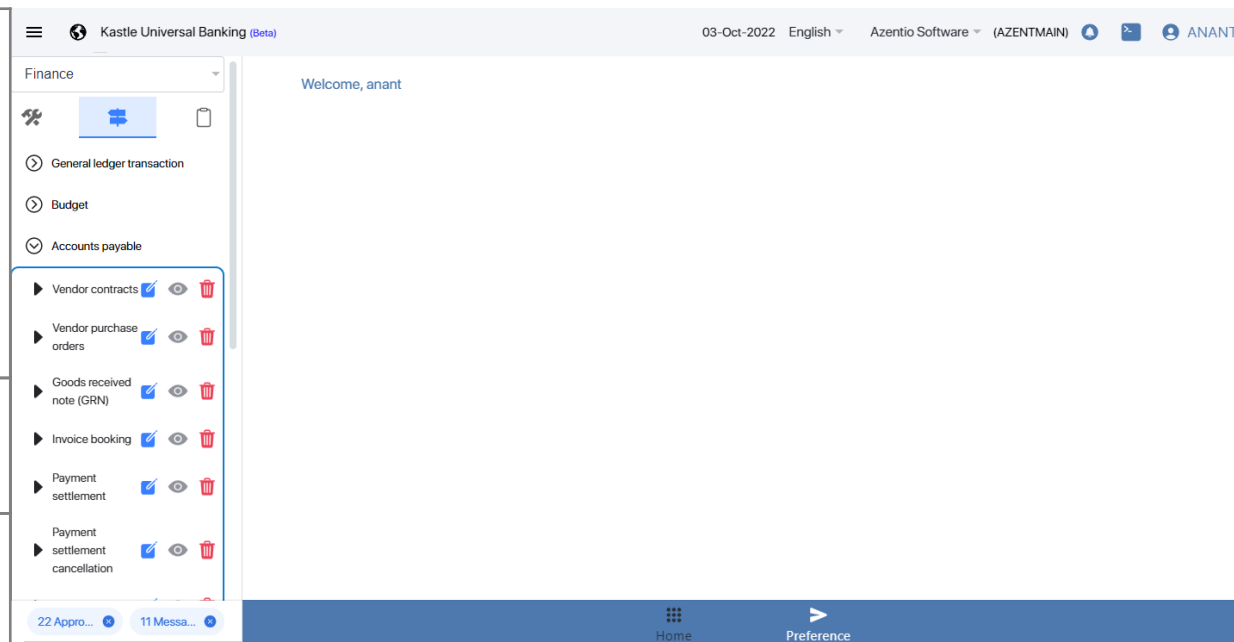 Kastle Universal Banking (Beta)
03-Oct-2022 English Azentio Software (AZENTMAIN) ANANT
Finance
Welcome, anant
General ledger transaction
Budget
Accounts payable
Vendor contracts
Vendor purchase
orders
Goods received
note (GRN)
Invoice booking
Payment
settlement
Payment
settlement
cancellation
22 Appro... 11 Messa...
Home Preference